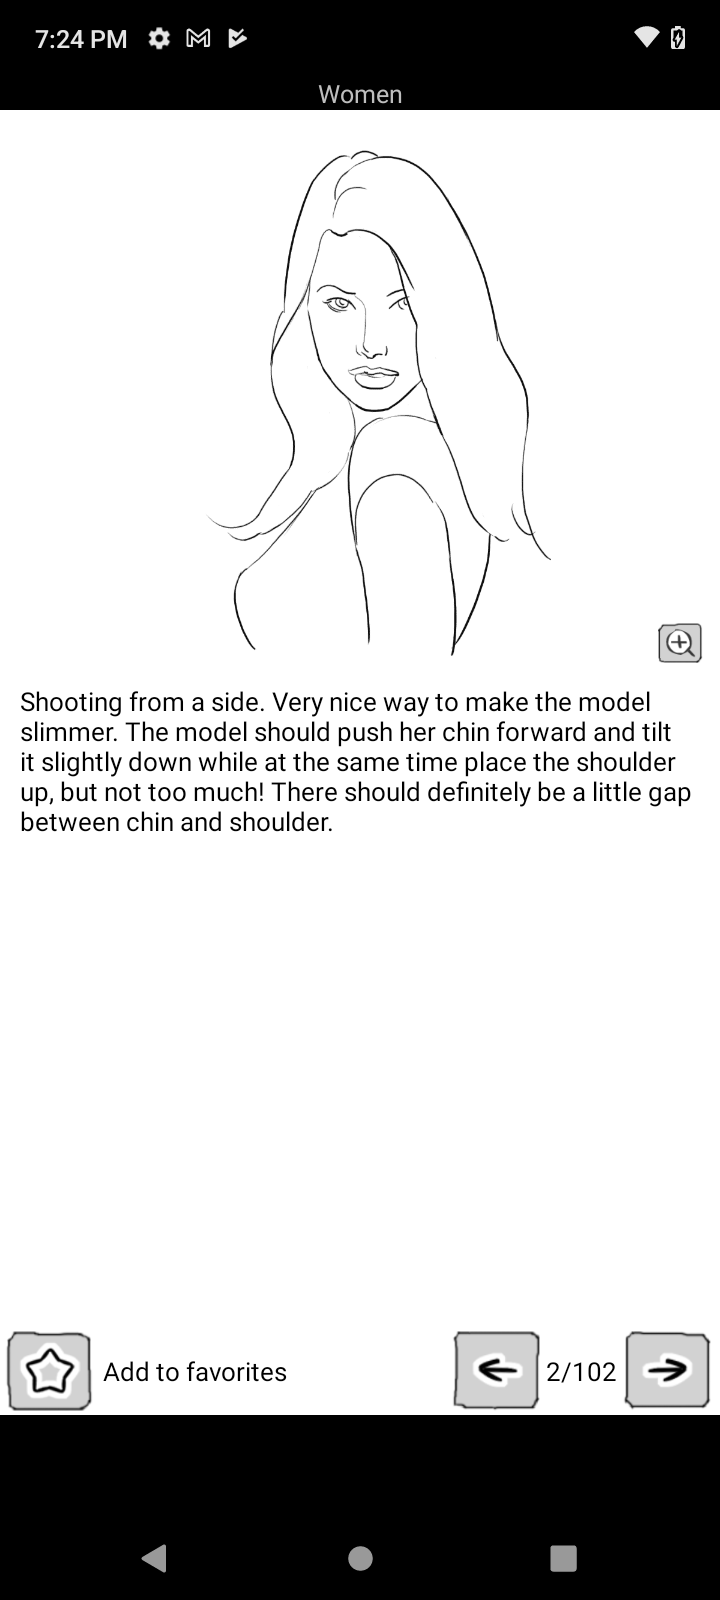 7:24 PM
Women
Shooting from a side. Very nice way to make the model
slimmer. The model should push her chin forward and tilt
it slightly down while at the same time place the shoulder
up, but not too much! There should definitely be a little gap
between chin and shoulder.
Add to favorites
2/102